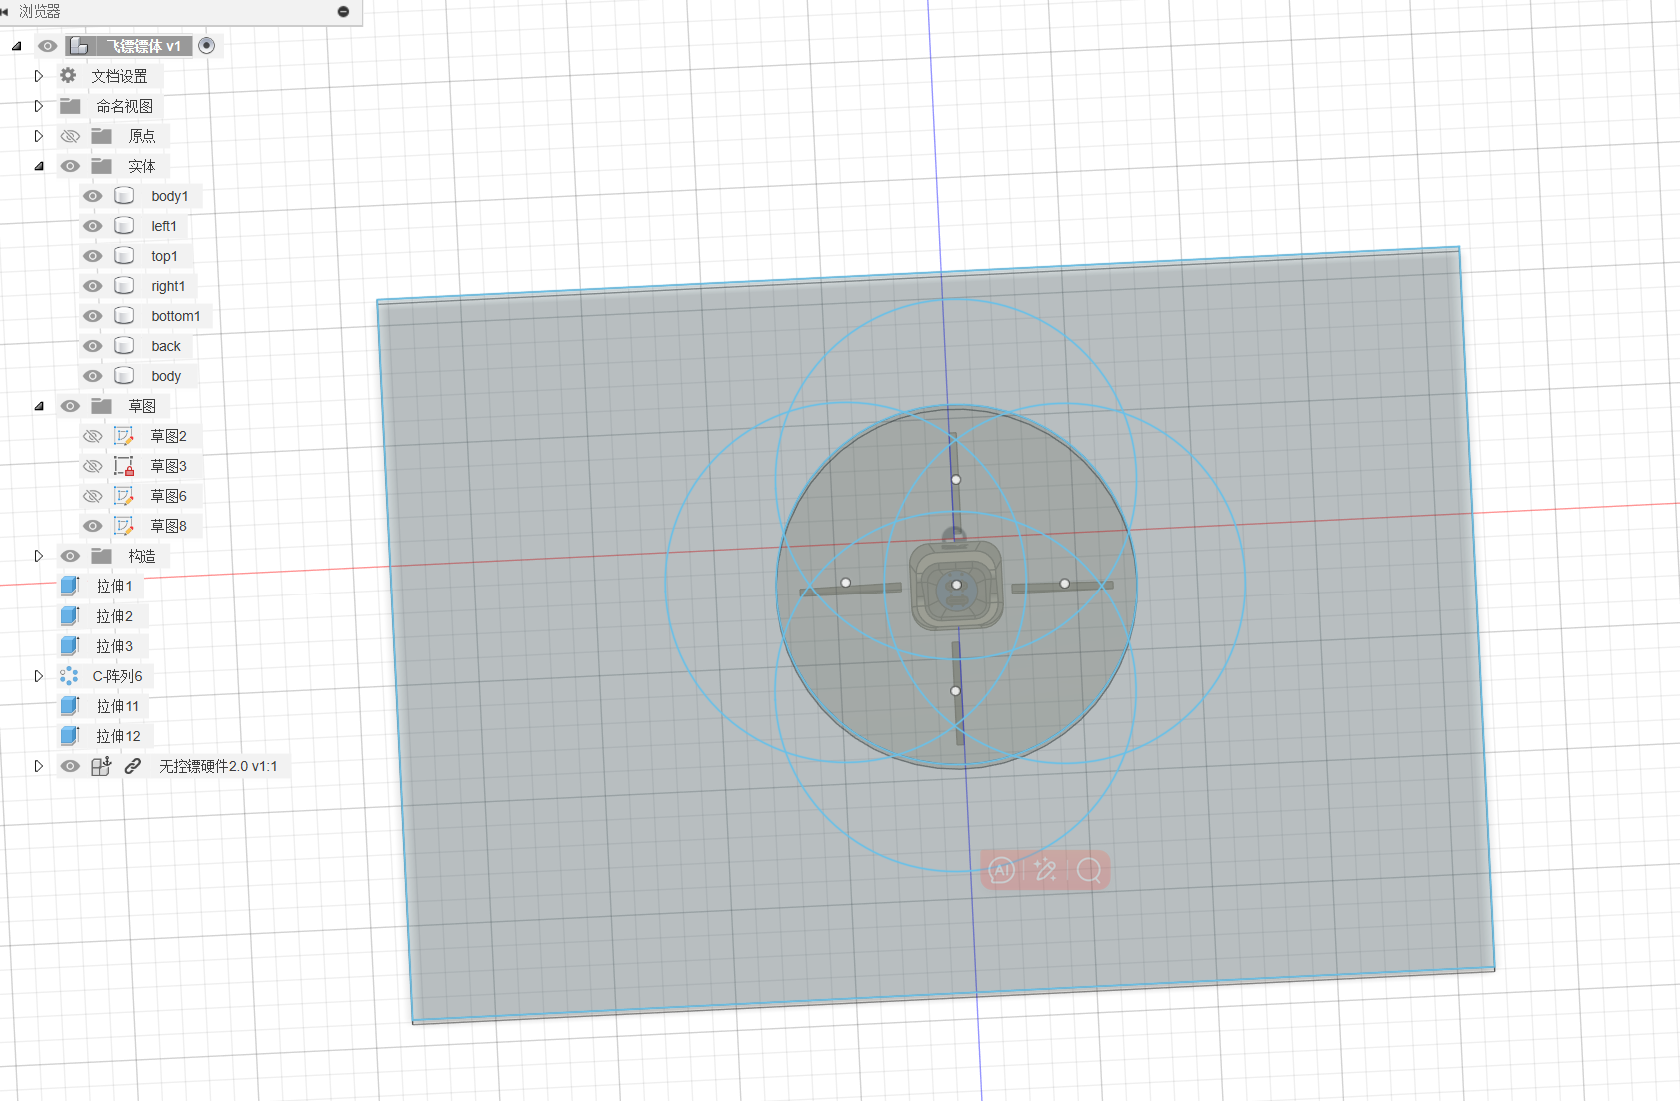 浏览器
飞镖镖体 v1
文档设置
命名视图
原点
实体
body1
left1
top1
right1
bottom1
back
body
草图
草图2
草图3
草图6
草图8
构造
拉伸1
拉伸2
拉伸3
C-阵列6
拉伸11
拉伸12
无控镖硬件2.0 v1:1
AI